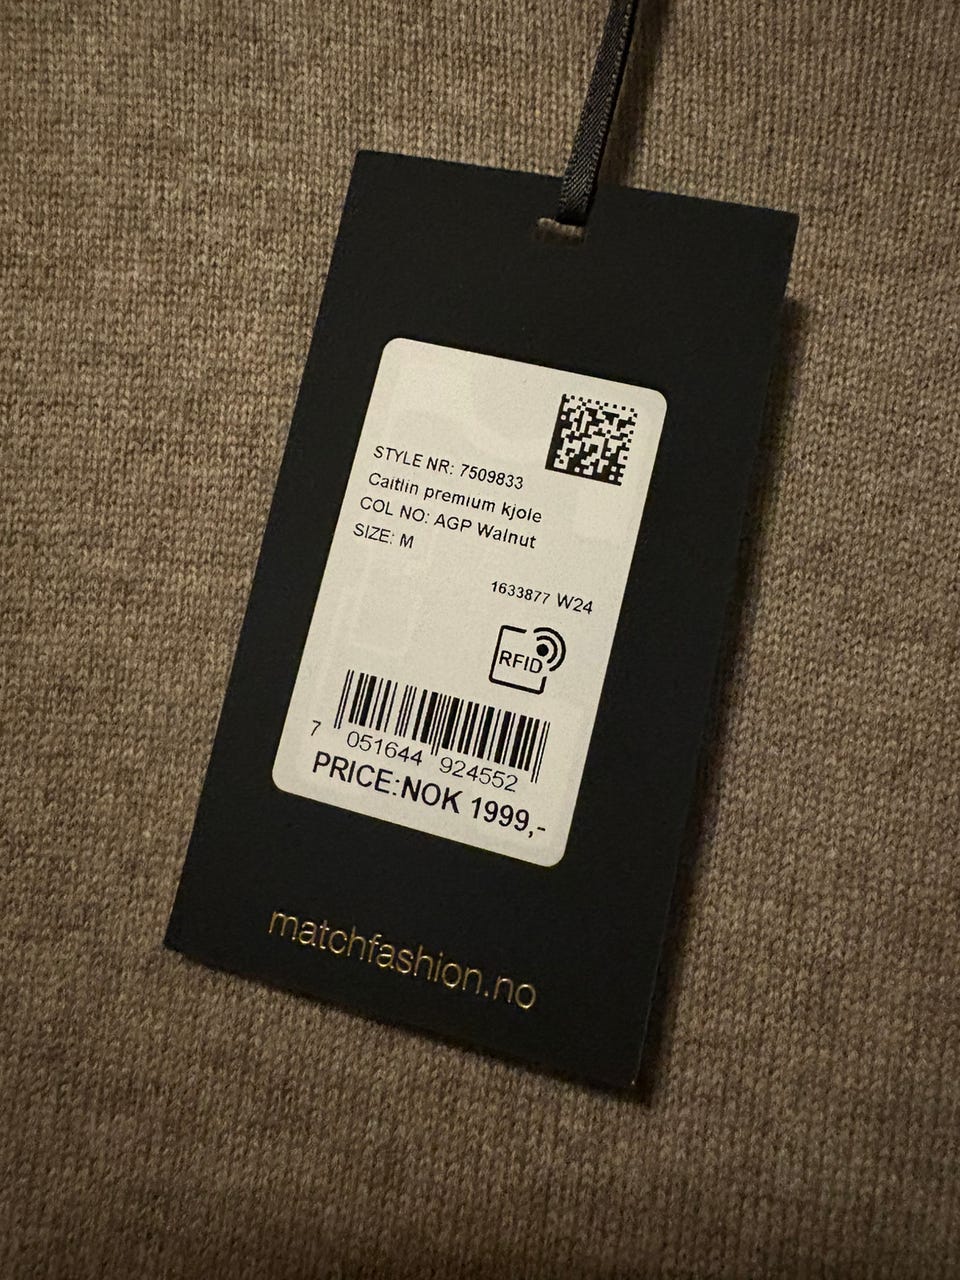 STYLE NR: 7509833
Caitlin premium kjole
COL NO: AGP Walnut
SIZE: M
1633877 W24
RFID
7 051644 924552
PRICE:NOK 1999,-
matchfashion.no